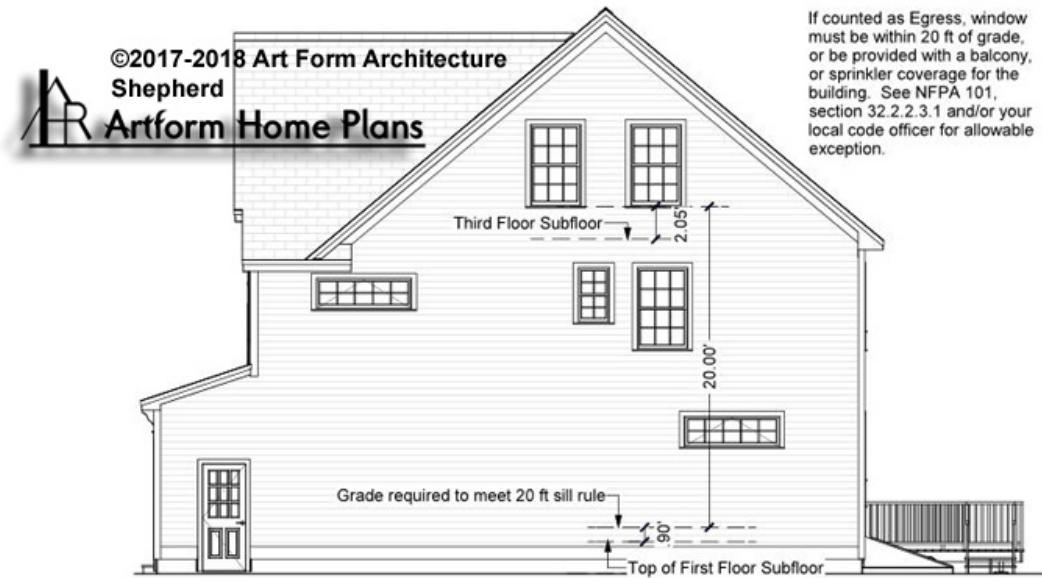 ©2017-2018 Art Form Architecture
Shepherd
AHR Artform Home Plans
If counted as Egress, window
must be within 20 ft of grade,
or be provided with a balcony,
or sprinkler coverage for the
building. See NFPA 101,
section 32.2.2.3.1 and/or your
local code officer for allowable
exception.
Third Floor Subfloor
2.05'
20.00'
Grade required to meet 20 ft sill rule
.90'
Top of First Floor Subfloor